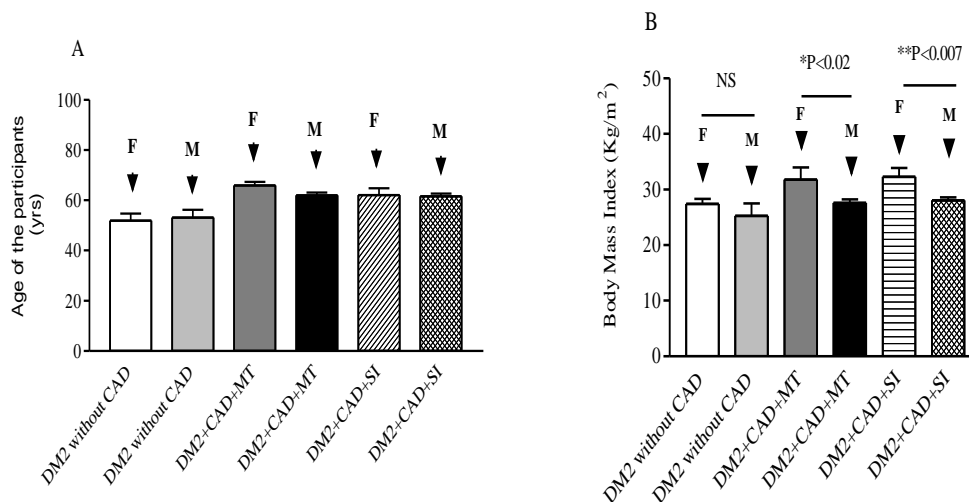 A
Age of the participants
(yrs)
100
80
60
40
20
0
F
M
F
M
F
M
DM2 without CAD
DM2 without CAD
DM2+CAD+MT
DM2+CAD+MT
DM2+CAD+SI
DM2+CAD+SI
B
Body Mass Index (Kg/m²)
50
40
30
20
10
0
NS
*P<0.02
**P<0.007
F
M
F
M
F
M
DM2 without CAD
DM2 without CAD
DM2+CAD+MT
DM2+CAD+MT
DM2+CAD+SI
DM2+CAD+SI